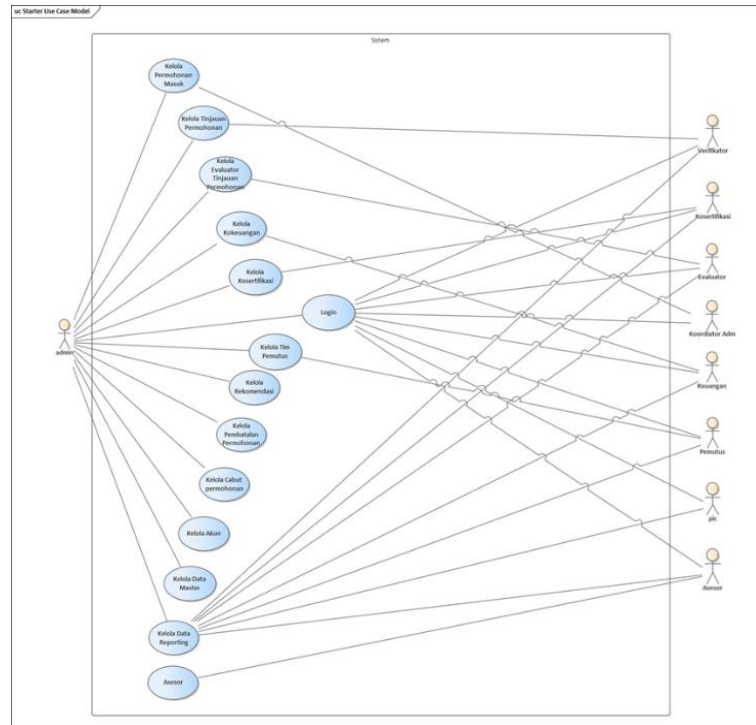 uc Starter Use Case Model
Sistem
Kelola
Permohonan
Masuk
Kelola Tinjauan
Permohonan
Kelola
Evaluator
Tinjauan
Permohonan
Kelola
Kokeuangan
Kelola
Kosertifikasi
Login
Kelola Tim
Pemutus
Kelola
Rekomendasi
Kelola
Pembatalan
Permohonan
Kelola Cabut
permohonan
Kelola Akun
Kelola Data
Master
Kelola Data
Reporting
Asesor
admin
Verifikator
Kosertifikasi
Evaluator
Koordiator Adm
Keuangan
Pemutus
pic
Asesor